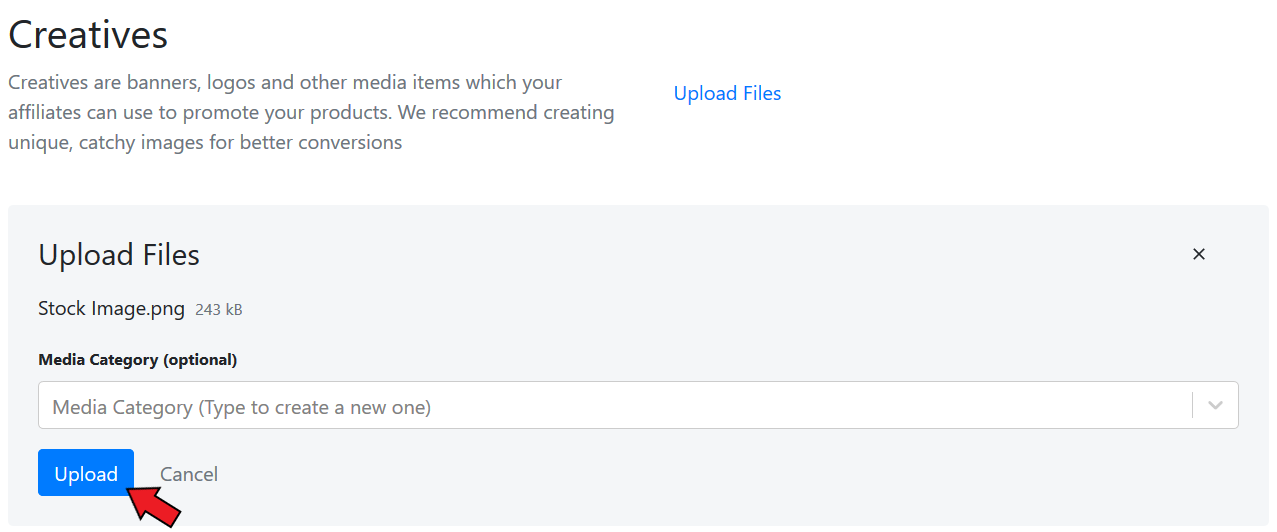 Creatives
Creatives are banners, logos and other media items which your
affiliates can use to promote your products. We recommend creating
unique, catchy images for better conversions
Upload Files
Upload Files
Stock Image.png 243 kB
Media Category (optional)
Media Category (Type to create a new one)
Upload Cancel